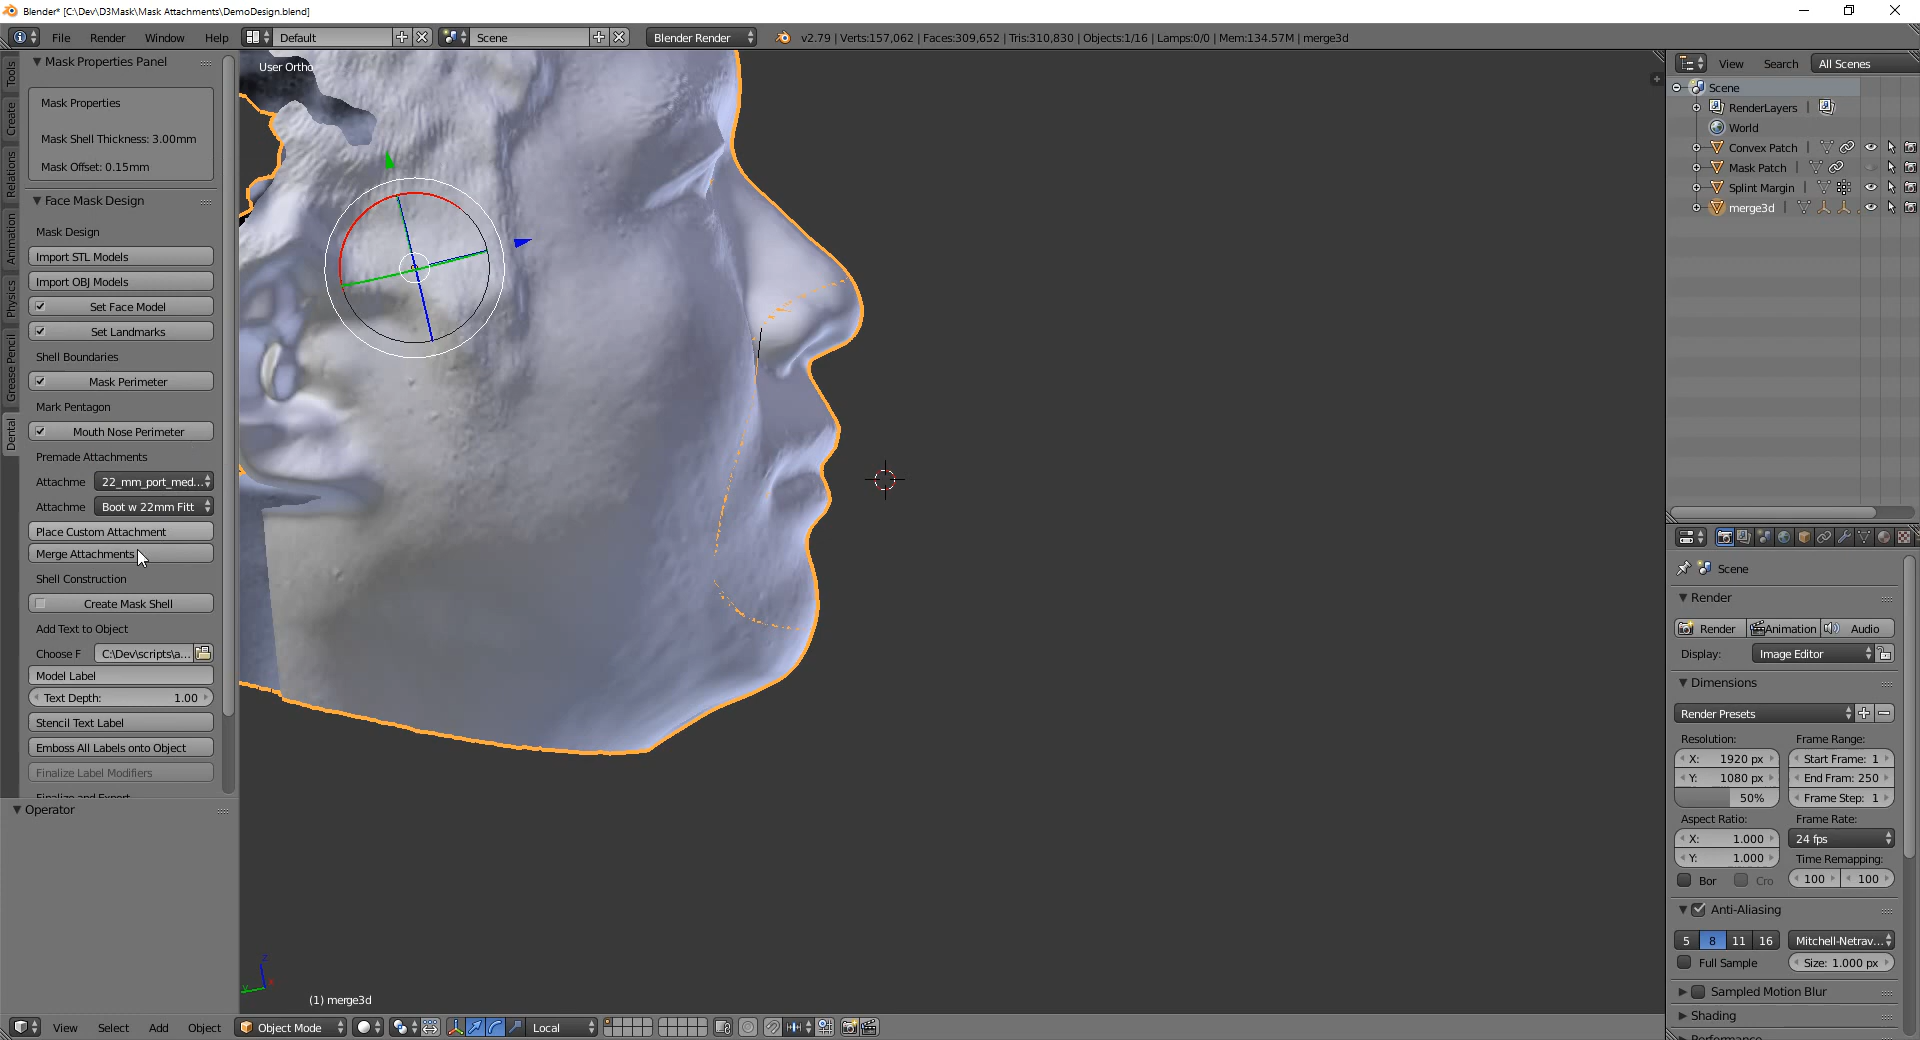 Blender* [C:\Dev\D3Mask\Mask Attachments\DemoDesign.blend]
File Render Window Help Default Scene Blender Render v2.79 | Verts:157,062 | Faces:309,652 | Tris:310,830 | Objects:1/16 | Lamps:0/0 | Mem:134.57M | merge3d
Tools
Create
Relations
Animation
Physics
Grease Pencil
Dental
Mask Properties Panel
Mask Properties
Mask Shell Thickness: 3.00mm
Mask Offset: 0.15mm
Face Mask Design
Mask Design
Import STL Models
Import OBJ Models
Set Face Model
Set Landmarks
Shell Boundaries
Mask Perimeter
Mark Pentagon
Mouth Nose Perimeter
Premade Attachments
Attachme 22_mm_port_med...
Attachme Boot w 22mm Fitt
Place Custom Attachment
Merge Attachments
Shell Construction
Create Mask Shell
Add Text to Object
Choose F C:\Dev\scripts\a...
Model Label
Text Depth: 1.00
Stencil Text Label
Emboss All Labels onto Object
Finalize Label Modifiers
Finalize and Export
Operator
User Ortho
z
y
x
(1) merge3d
View Select Add Object Object Mode Local
View Search All Scenes
Scene
RenderLayers
World
Convex Patch
Mask Patch
Splint Margin
merge3d
Scene
Render
Render Animation Audio
Display: Image Editor
Dimensions
Render Presets
Resolution: Frame Range:
X: 1920 px Start Frame: 1
Y: 1080 px End Fram: 250
50% Frame Step: 1
Aspect Ratio: Frame Rate:
X: 1.000 24 fps
Y: 1.000 Time Remapping:
Bor Cro 100 100
Anti-Aliasing
5 8 11 16 Mitchell-Netrav...
Full Sample Size: 1.000 px
Sampled Motion Blur
Shading
Performance